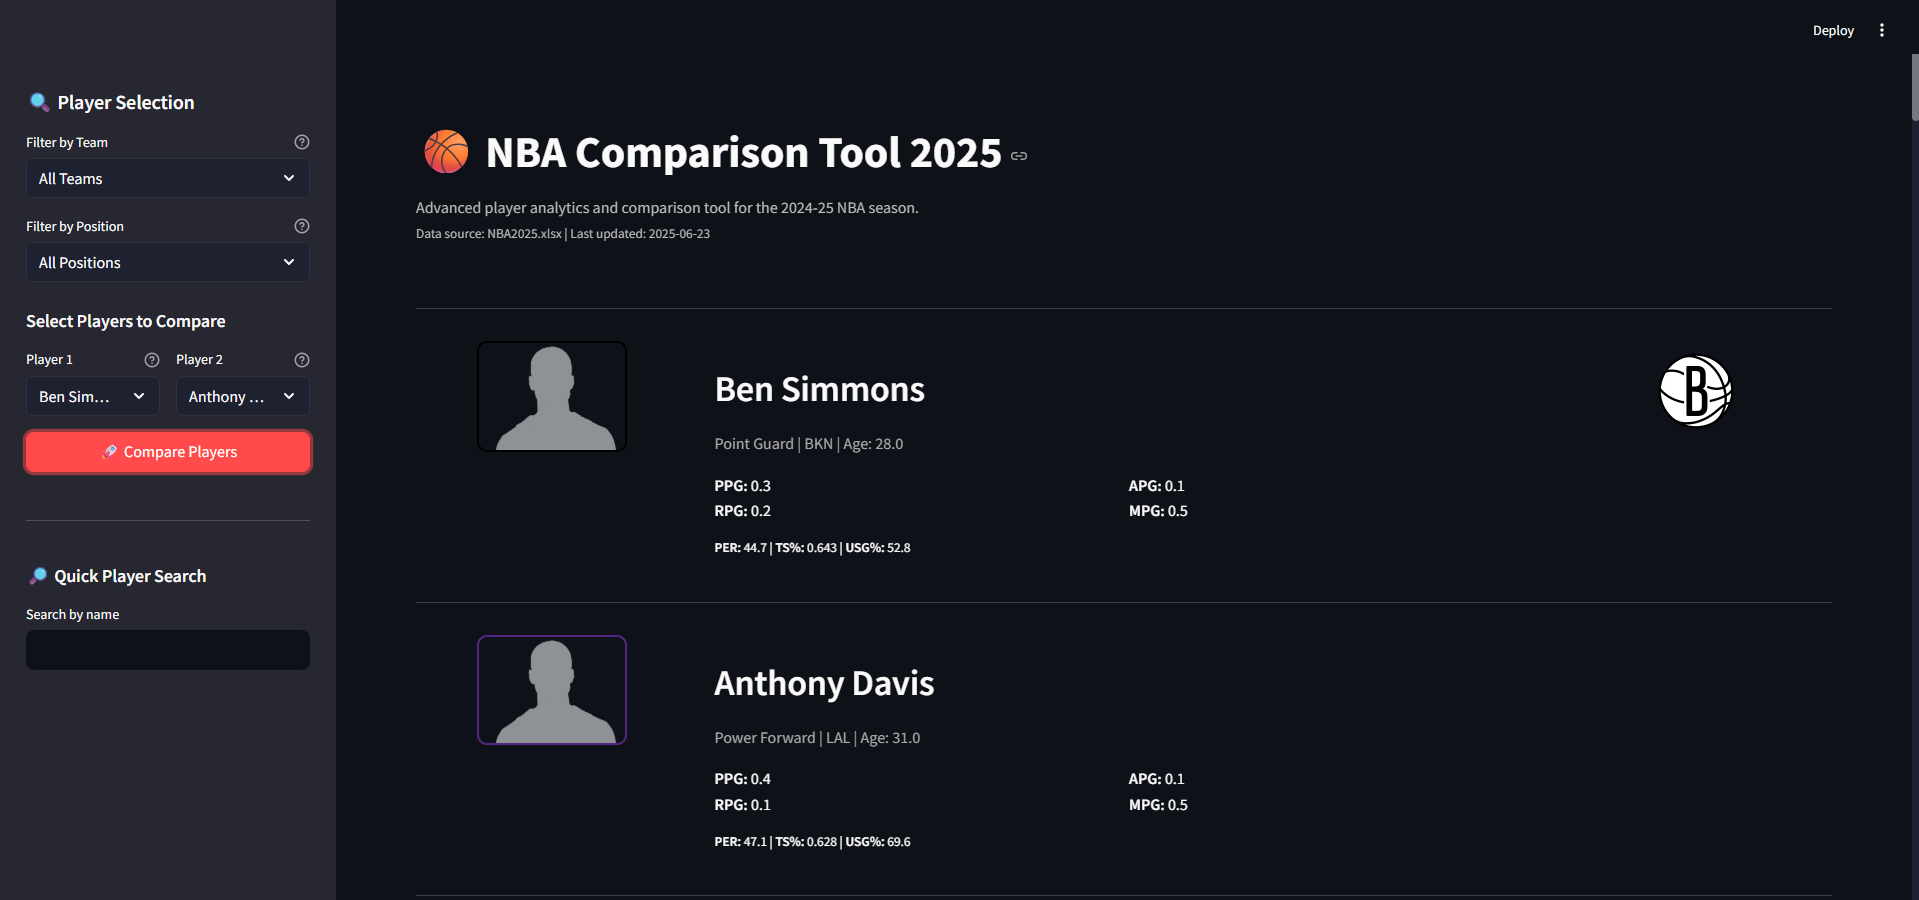 Deploy
Player Selection
Filter by Team
All Teams
Filter by Position
All Positions
Select Players to Compare
Player 1
Player 2
Ben Sim...
Anthony ...
Compare Players
Quick Player Search
Search by name
NBA Comparison Tool 2025
Advanced player analytics and comparison tool for the 2024-25 NBA season.
Data source: NBA2025.xlsx | Last updated: 2025-06-23
Ben Simmons
B
Point Guard | BKN | Age: 28.0
PPG: 0.3
APG: 0.1
RPG: 0.2
MPG: 0.5
PER: 44.7 | TS%: 0.643 | USG%: 52.8
Anthony Davis
Power Forward | LAL | Age: 31.0
PPG: 0.4
APG: 0.1
RPG: 0.1
MPG: 0.5
PER: 47.1 | TS%: 0.628 | USG%: 69.6